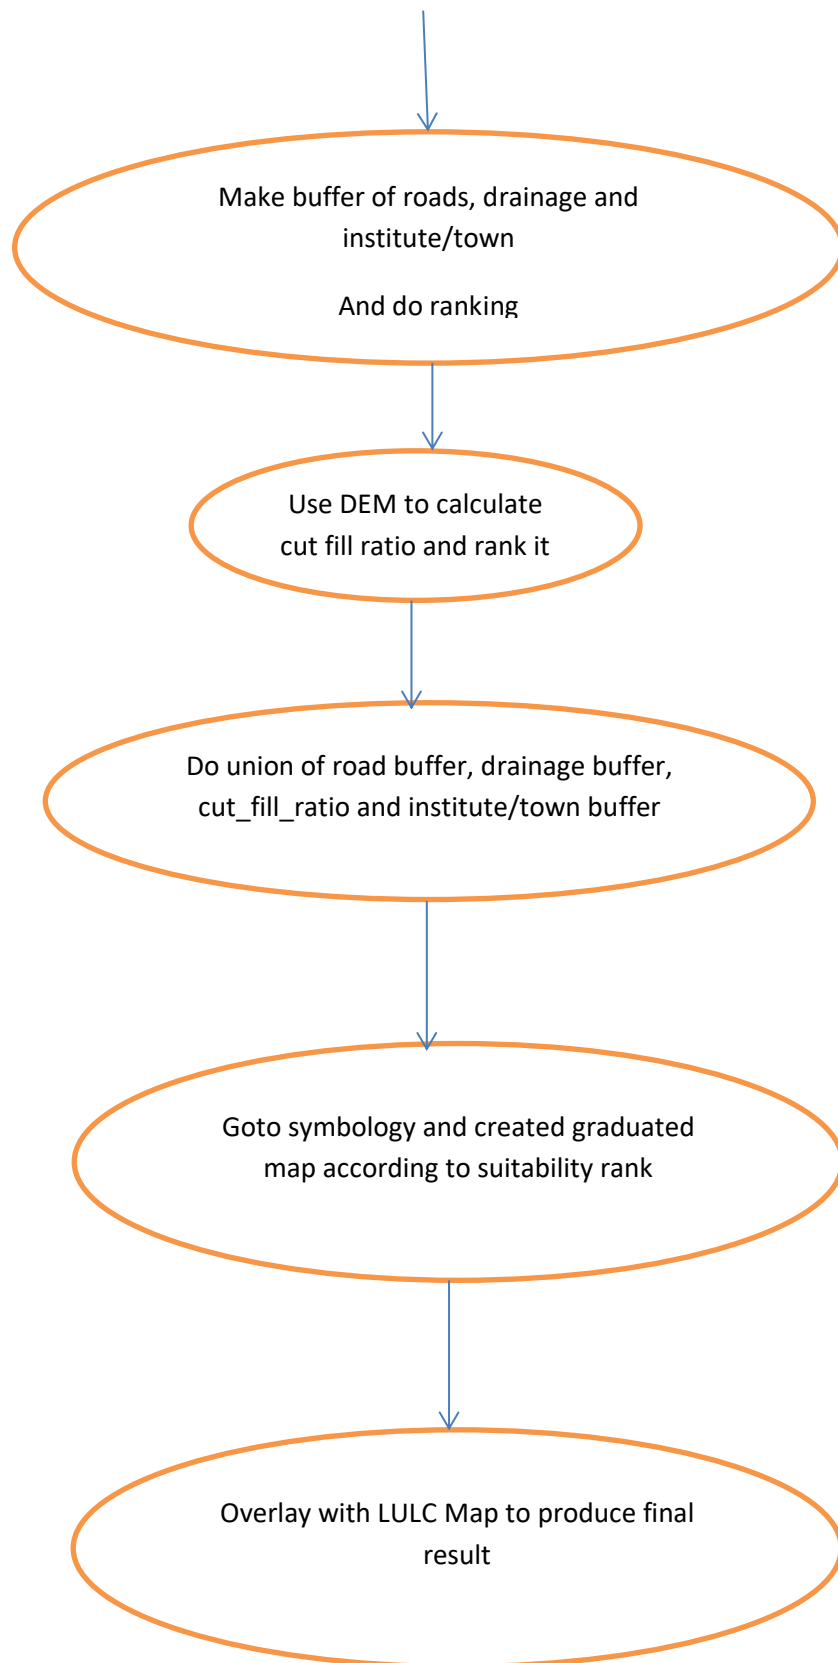 Make buffer of roads, drainage and
institute/town
And do ranking
Use DEM to calculate
cut fill ratio and rank it
Do union of road buffer, drainage buffer,
cut_fill_ratio and institute/town buffer
Goto symbology and created graduated
map according to suitability rank
Overlay with LULC Map to produce final
result